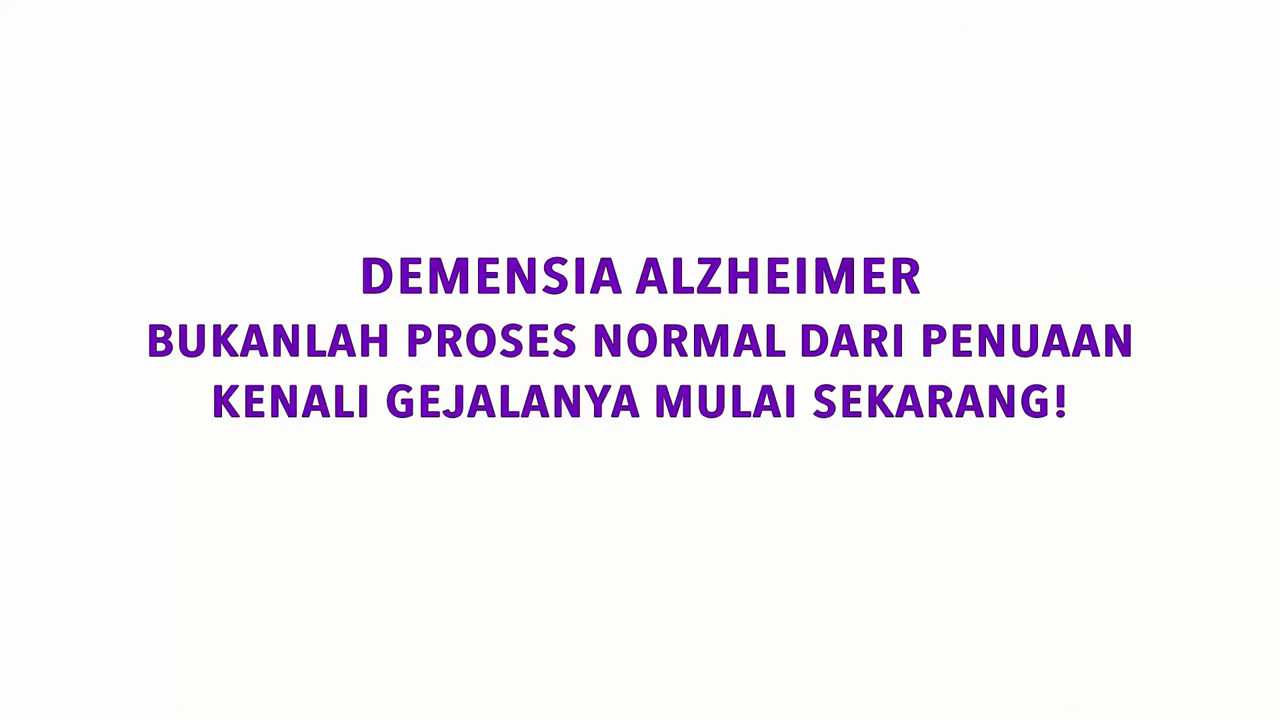 DEMENSIA ALZHEIMER
BUKANLAH PROSES NORMAL DARI PENUAAN
KENALI GEJALANYA MULAI SEKARANG!